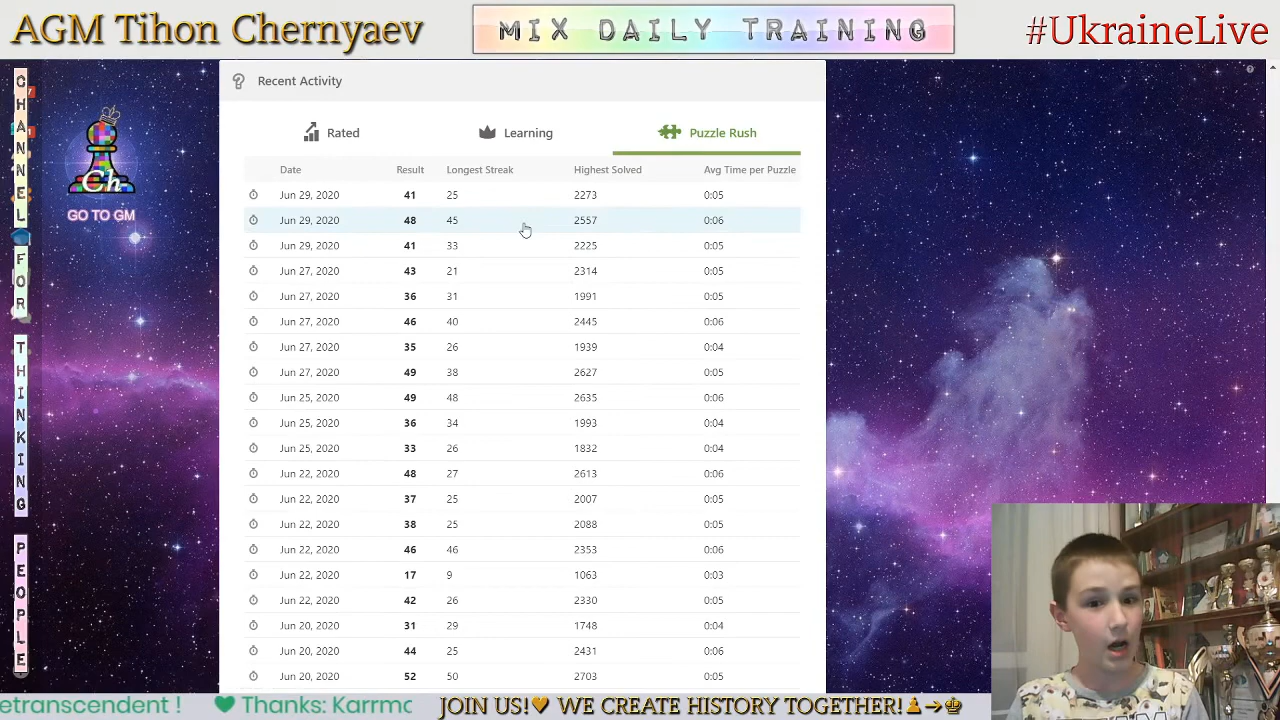 AGM Tihon Chernyaev
MIX DAILY TRAINING
#UkraineLive
CHANNEL FOR THINKING PEOPLE
Ch
GO TO GM
Recent Activity
Rated Learning Puzzle Rush
Date Result Longest Streak Highest Solved Avg Time per Puzzle
Jun 29, 2020 41 25 2273 0:05
Jun 29, 2020 48 45 2557 0:06
Jun 29, 2020 41 33 2225 0:05
Jun 27, 2020 43 21 2314 0:05
Jun 27, 2020 36 31 1991 0:05
Jun 27, 2020 46 40 2445 0:06
Jun 27, 2020 35 26 1939 0:04
Jun 27, 2020 49 38 2627 0:05
Jun 25, 2020 49 48 2635 0:06
Jun 25, 2020 36 34 1993 0:04
Jun 25, 2020 33 26 1832 0:04
Jun 22, 2020 48 27 2613 0:06
Jun 22, 2020 37 25 2007 0:05
Jun 22, 2020 38 25 2088 0:05
Jun 22, 2020 46 46 2353 0:06
Jun 22, 2020 17 9 1063 0:03
Jun 22, 2020 42 26 2330 0:05
Jun 20, 2020 31 29 1748 0:04
Jun 20, 2020 44 25 2431 0:06
Jun 20, 2020 52 50 2703 0:05
etranscendent ! Thanks: Karrmo JOIN US! WE CREATE HISTORY TOGETHER!